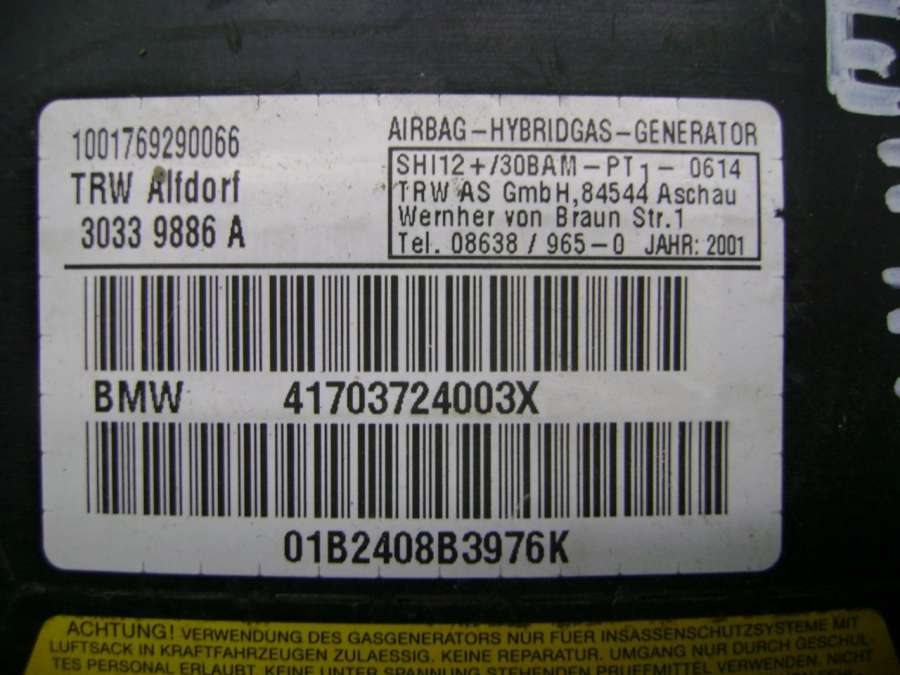 1001769290066
TRW Alfdorf
3033 9886 A
AIRBAG-HYBRIDGAS-GENERATOR
SHI12+/30BAM-PT1-0614
TRW AS GmbH,84544 Aschau
Wernher von Braun Str.1
Tel. 08638 / 965-0 JAHR: 2001
BMW 41703724003X
01B2408B3976K
ACHTUNG! VERWENDUNG DES GASGENERATORS NUR FUER INSASSENSCHUTZSYSTEME MIT
LUFTSACK IN KRAFTFAHRZEUGEN ZULAESSIG. KEINE REPARATUR. UMGANG NUR DURCH GESCHUL-
TES PERSONAL ERLAUBT. KEINE UNTER SPANNUNG STEHENDEN PRUEFMITTEL VERWENDEN. NICHT